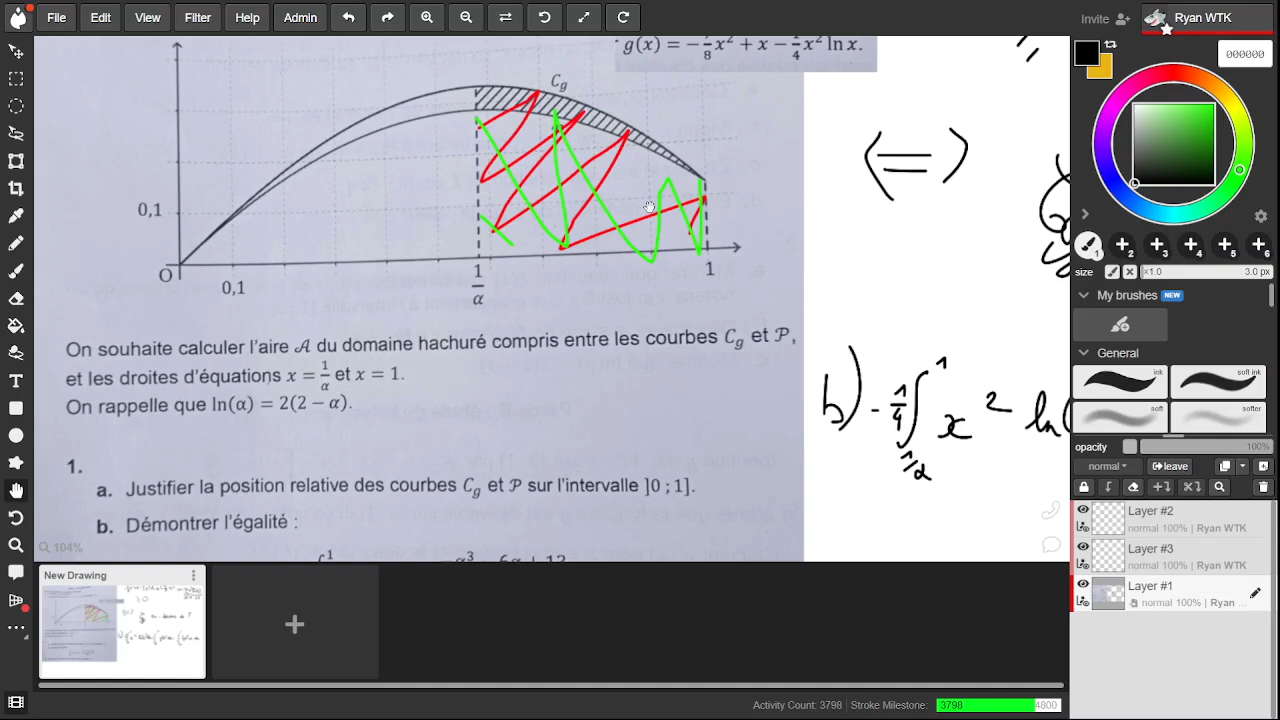 File Edit View Filter Help Admin
Invite Ryan WTK
g(x) = −7/8x² + x − 1/4x² ln x.
000000
Cg
0,1
O
0,1
1/α
1
⟨=⟩
size x1.0 3.0 px
My brushes NEW
General
ink soft ink
soft softer
opacity 100%
normal leave
On souhaite calculer l'aire 𝒜 du domaine hachuré compris entre les courbes Cg et 𝒫,
et les droites d'équations x = 1/α et x = 1.
On rappelle que ln(α) = 2(2 − α).
b) - 1/4 ∫ 1/α 1 x² ln(
1.
a. Justifier la position relative des courbes Cg et 𝒫 sur l'intervalle ]0 ; 1].
b. Démontrer l'égalité :
104%
Layer #2
normal 100% | Ryan WTK
Layer #3
normal 100% | Ryan WTK
Layer #1
normal 100% | Ryan ...
New Drawing
Activity Count: 3798 Stroke Milestone: 3798 4800